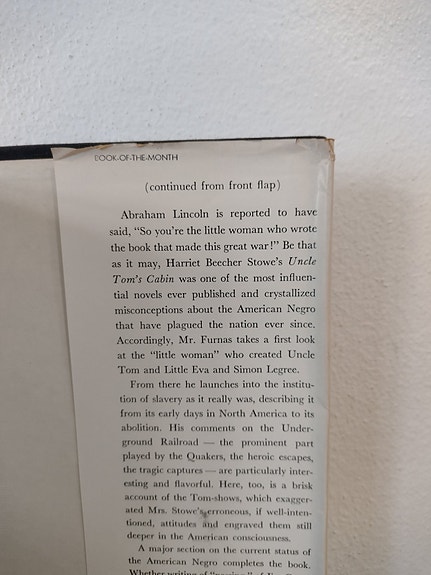 BOOK-OF-THE-MONTH
(continued from front flap)
Abraham Lincoln is reported to have
said, "So you're the little woman who wrote
the book that made this great war!" Be that
as it may, Harriet Beecher Stowe's Uncle
Tom's Cabin was one of the most influen-
tial novels ever published and crystallized
misconceptions about the American Negro
that have plagued the nation ever since.
Accordingly, Mr. Furnas takes a first look
at the "little woman" who created Uncle
Tom and Little Eva and Simon Legree.
From there he launches into the institu-
tion of slavery as it really was, describing it
from its early days in North America to its
abolition. His comments on the Under-
ground Railroad — the prominent part
played by the Quakers, the heroic escapes,
the tragic captures — are particularly inter-
esting and flavorful. Here, too, is a brisk
account of the Tom-shows, which exagger-
ated Mrs. Stowe's erroneous, if well-inten-
tioned, attitudes and engraved them still
deeper in the American consciousness.
A major section on the current status of
the American Negro completes the book.
Whether writing of